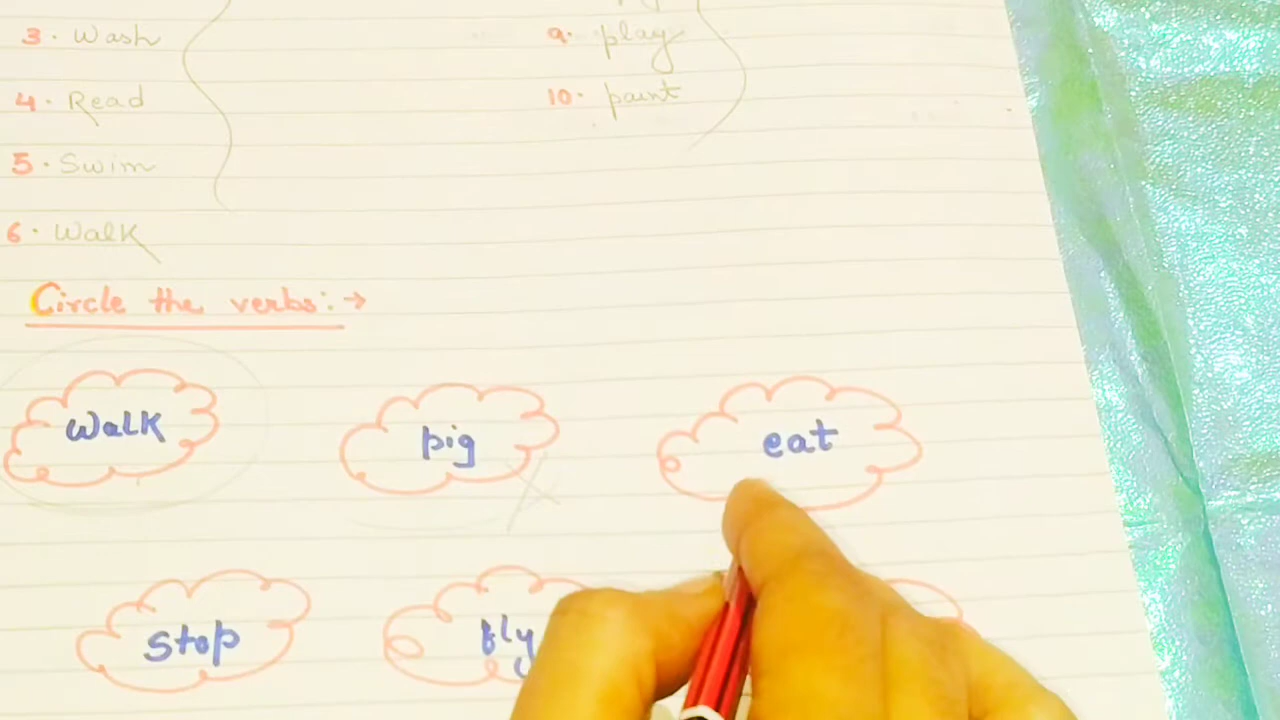 3. Wash
4. Read
5. Swim
6. Walk
9. play
10. paint
Circle the verbs:→
Walk pig eat
Stop fly